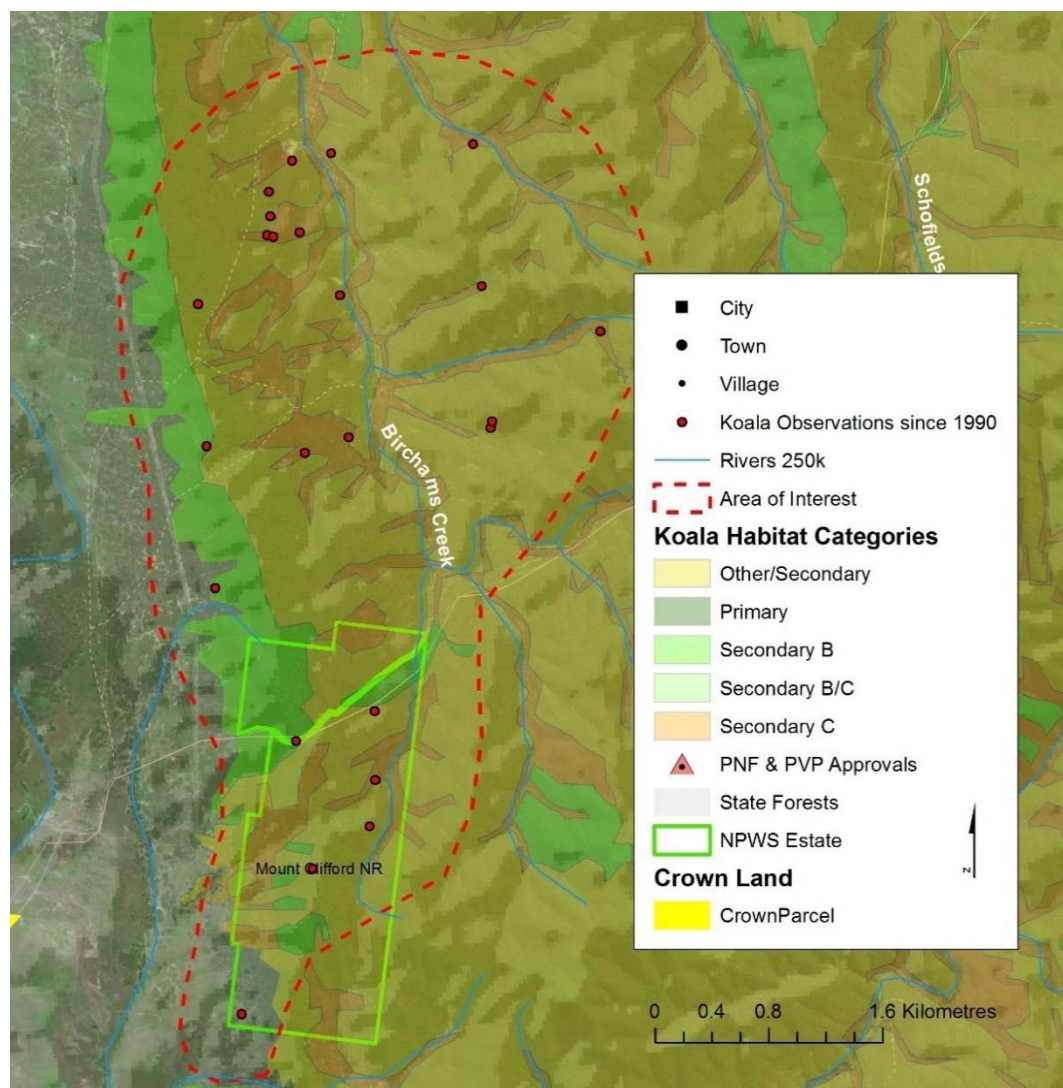 Schofields
Birchams Creek
Mount Clifford NR
City
Town
Village
Koala Observations since 1990
Rivers 250k
Area of Interest
Koala Habitat Categories
Other/Secondary
Primary
Secondary B
Secondary B/C
Secondary C
PNF & PVP Approvals
State Forests
NPWS Estate
Crown Land
CrownParcel
N
0 0.4 0.8 1.6 Kilometres